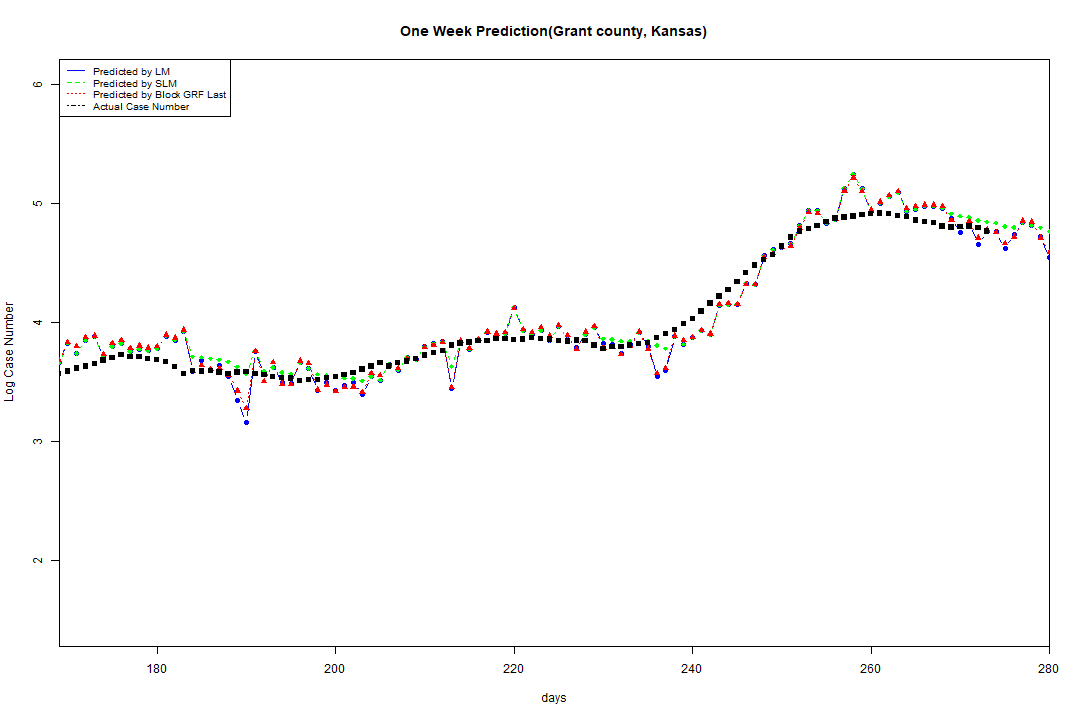 One Week Prediction(Grant county, Kansas)
Predicted by LM
Predicted by SLM
Predicted by Block GRF Last
Actual Case Number
6
5
4
3
2
Log Case Number
180 200 220 240 260 280
days